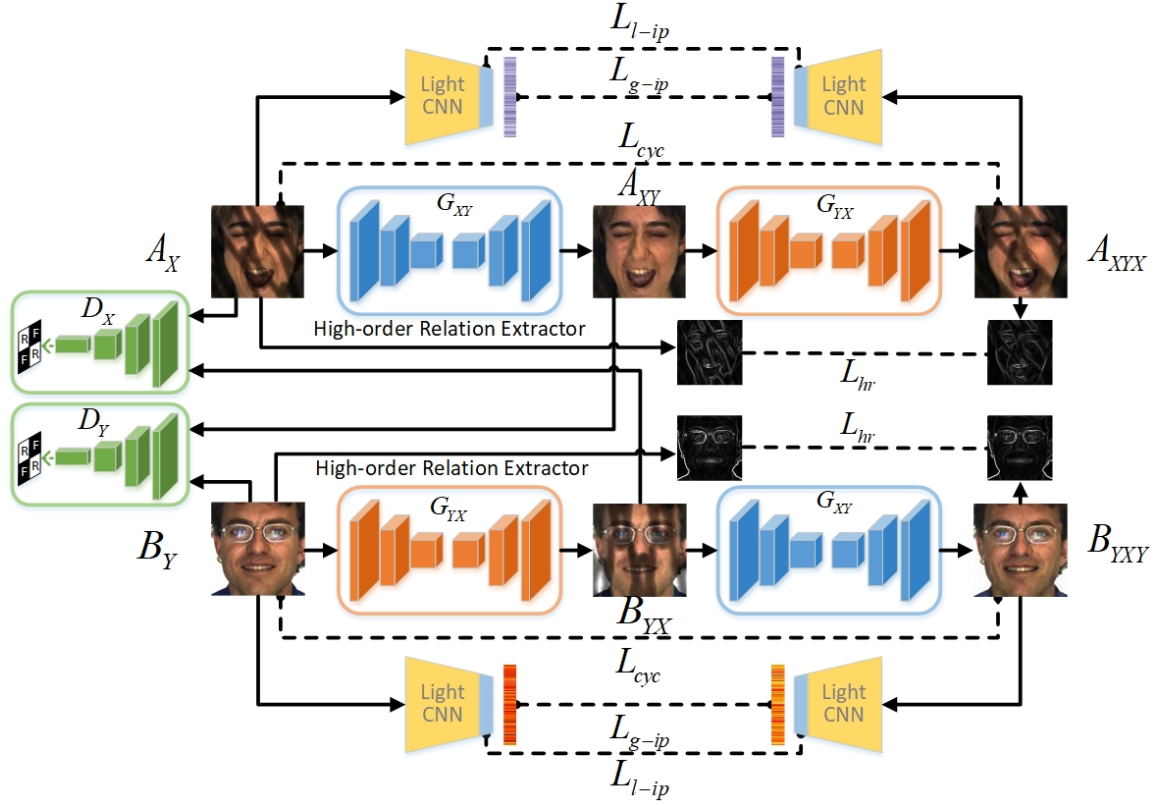 L_{l-ip}
Light CNN
L_{g-ip}
Light CNN
L_{cyc}
A_{XY}
G_{XY}
G_{YX}
A_X
A_{XYX}
D_X
R F
F R
High-order Relation Extractor
L_{hr}
D_Y
R F
F R
L_{hr}
High-order Relation Extractor
G_{YX}
G_{XY}
B_Y
B_{YXY}
B_{YX}
L_{cyc}
Light CNN
Light CNN
L_{g-ip}
L_{l-ip}